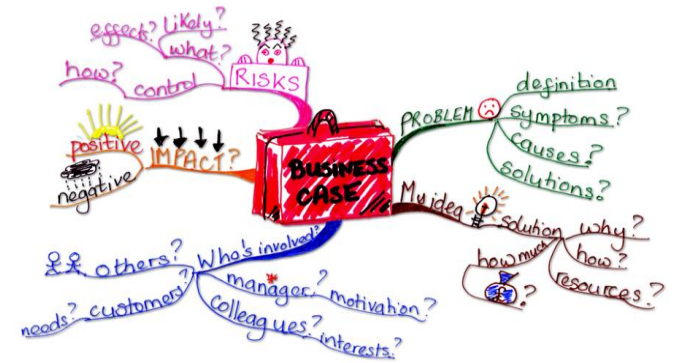 BUSINESS
CASE
PROBLEM
definition
symptoms?
causes?
solutions?
My idea
solution
why?
how?
resources?
how much
?
Who's involved?
manager?
motivation?
colleagues?
interests?
customers?
needs?
others?
IMPACT?
positive
negative
RISKS
what?
likely?
effect?
control
how?